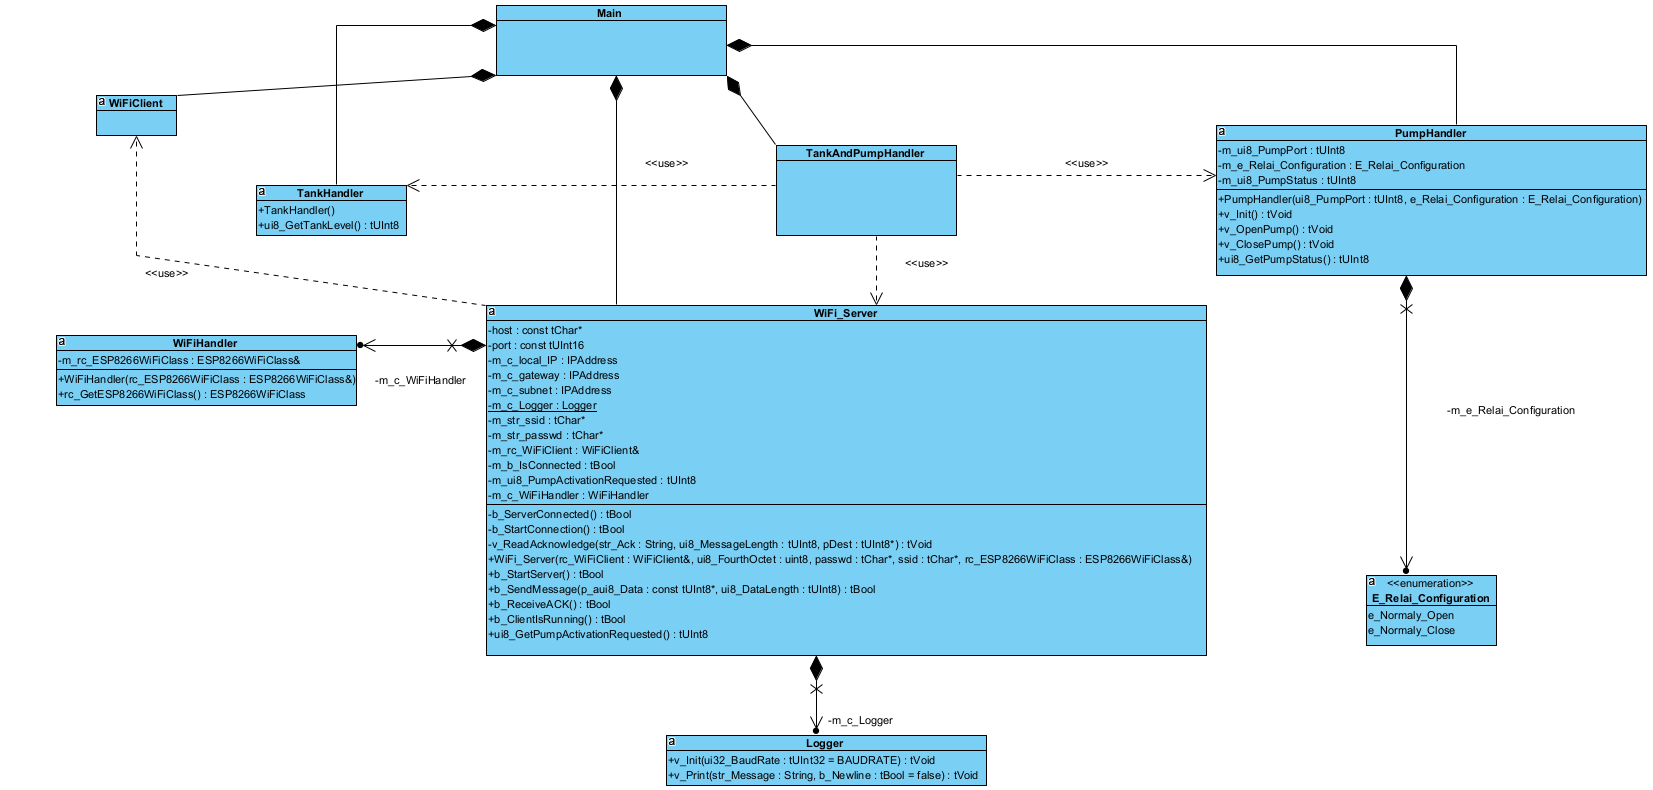 Main
a WiFiClient
a
TankHandler
+TankHandler()
+ui8_GetTankLevel() : tUInt8
<<use>>
TankAndPumpHandler
<<use>>
<<use>>
<<use>>
a
PumpHandler
-m_ui8_PumpPort : tUInt8
-m_e_Relai_Configuration : E_Relai_Configuration
-m_ui8_PumpStatus : tUInt8
+PumpHandler(ui8_PumpPort : tUInt8, e_Relai_Configuration : E_Relai_Configuration)
+v_Init() : tVoid
+v_OpenPump() : tVoid
+v_ClosePump() : tVoid
+ui8_GetPumpStatus() : tUInt8
a
WiFiHandler
-m_rc_ESP8266WiFiClass : ESP8266WiFiClass&
+WiFiHandler(rc_ESP8266WiFiClass : ESP8266WiFiClass&)
+rc_GetESP8266WiFiClass() : ESP8266WiFiClass
-m_c_WiFiHandler
a
WiFi_Server
-host : const tChar*
-port : const tUInt16
-m_c_local_IP : IPAddress
-m_c_gateway : IPAddress
-m_c_subnet : IPAddress
-m_c_Logger : Logger
-m_str_ssid : tChar*
-m_str_passwd : tChar*
-m_rc_WiFiClient : WiFiClient&
-m_b_IsConnected : tBool
-m_ui8_PumpActivationRequested : tUInt8
-m_c_WiFiHandler : WiFiHandler
-b_ServerConnected() : tBool
-b_StartConnection() : tBool
-v_ReadAcknowledge(str_Ack : String, ui8_MessageLength : tUInt8, pDest : tUInt8*) : tVoid
+WiFi_Server(rc_WiFiClient : WiFiClient&, ui8_FourthOctet : uint8, passwd : tChar*, ssid : tChar*, rc_ESP8266WiFiClass : ESP8266WiFiClass&)
+b_StartServer() : tBool
+b_SendMessage(p_aui8_Data : const tUInt8*, ui8_DataLength : tUInt8) : tBool
+b_ReceiveACK() : tBool
+b_ClientIsRunning() : tBool
+ui8_GetPumpActivationRequested() : tUInt8
-m_e_Relai_Configuration
a
<<enumeration>>
E_Relai_Configuration
e_Normaly_Open
e_Normaly_Close
-m_c_Logger
a
Logger
+v_Init(ui32_BaudRate : tUInt32 = BAUDRATE) : tVoid
+v_Print(str_Message : String, b_Newline : tBool = false) : tVoid